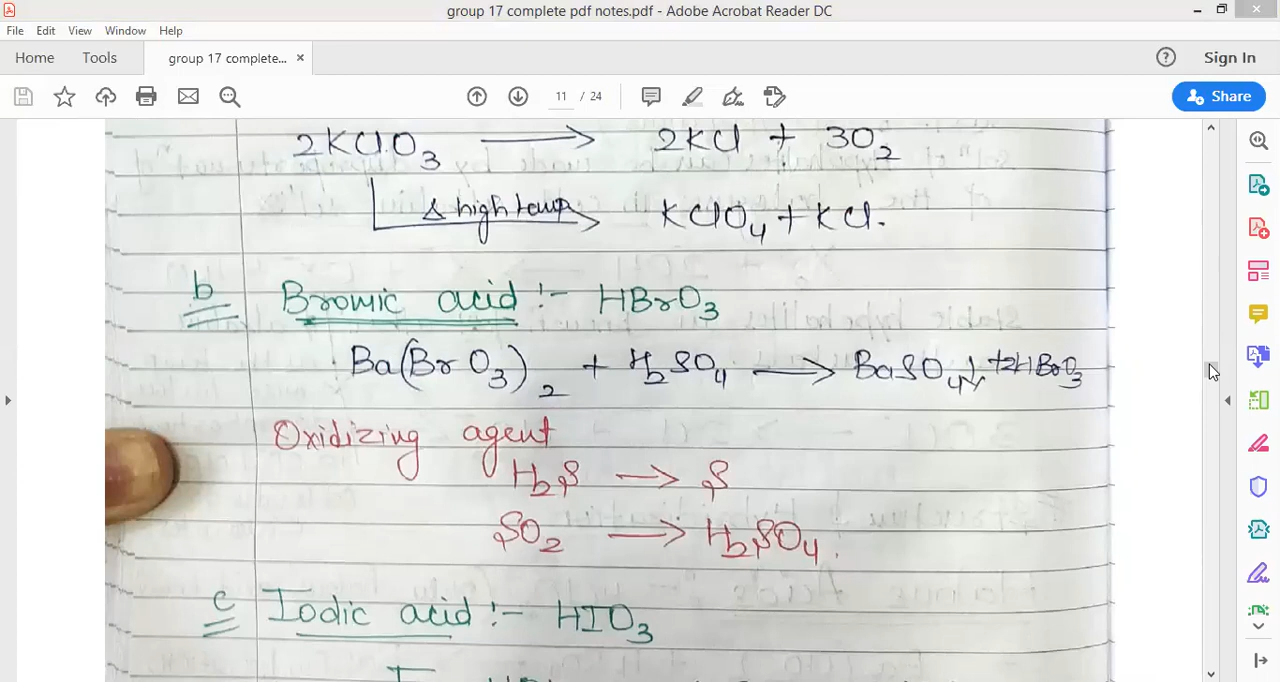 group 17 complete pdf notes.pdf - Adobe Acrobat Reader DC
File Edit View Window Help
Home Tools group 17 complete... × Sign In
11 / 24 Share
2KClO3 ⟶ 2KCl + 3O2
Δ high temp → KClO4 + KCl.
b Bromic acid :- HBrO3
Ba(BrO3)2 + H2SO4 ⟶ BaSO4↓ + 2HBrO3
Oxidizing agent
H2S ⟶ S
SO2 ⟶ H2SO4.
c Iodic acid :- HIO3